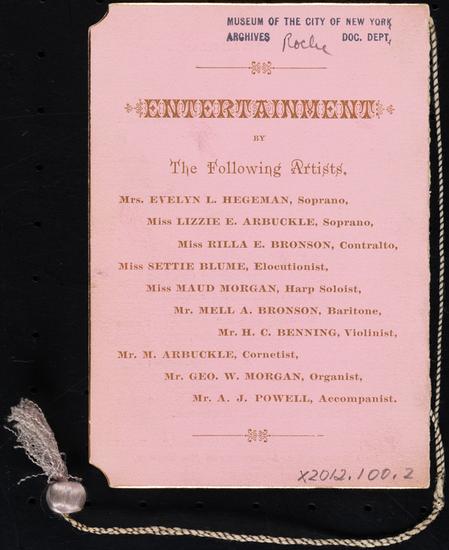 MUSEUM OF THE CITY OF NEW YORK
ARCHIVES DOC. DEPT.
Roche
ENTERTAINMENT
BY
The Following Artists.
Mrs. EVELYN L. HEGEMAN, Soprano,
Miss LIZZIE E. ARBUCKLE, Soprano,
Miss RILLA E. BRONSON, Contralto,
Miss SETTIE BLUME, Elocutionist,
Miss MAUD MORGAN, Harp Soloist,
Mr. MELL A. BRONSON, Baritone,
Mr. H. C. BENNING, Violinist,
Mr. M. ARBUCKLE, Cornetist,
Mr. GEO. W. MORGAN, Organist,
Mr. A. J. POWELL, Accompanist.
X2012.100.2